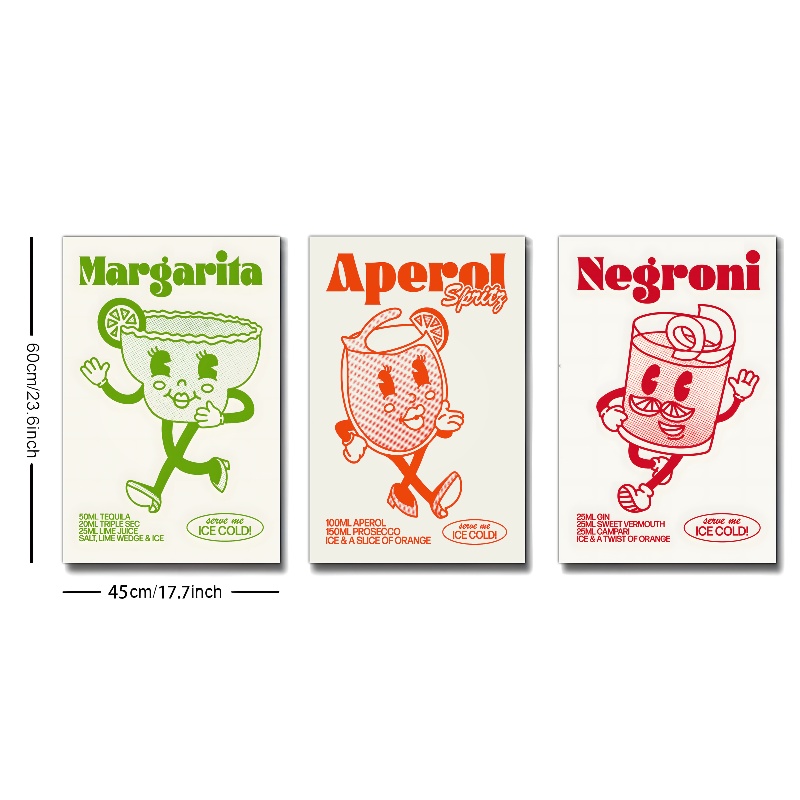 60cm/23.6inch
Margarita
50ML TEQUILA
20ML TRIPLE SEC
25ML LIME JUICE
SALT, LIME WEDGE & ICE
serve me
ICE COLD!
45cm/17.7inch
Aperol
Spritz
100ML APEROL
150ML PROSECCO
ICE & A SLICE OF ORANGE
serve me
ICE COLD!
Negroni
25ML GIN
25ML SWEET VERMOUTH
25ML CAMPARI
ICE & A TWIST OF ORANGE
serve me
ICE COLD!